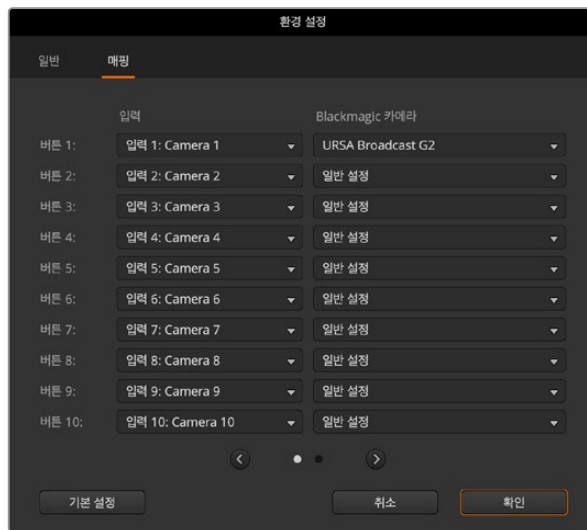 환경 설정
일반 매핑
입력 Blackmagic 카메라
버튼 1: 입력 1: Camera 1 URSA Broadcast G2
버튼 2: 입력 2: Camera 2 일반 설정
버튼 3: 입력 3: Camera 3 일반 설정
버튼 4: 입력 4: Camera 4 일반 설정
버튼 5: 입력 5: Camera 5 일반 설정
버튼 6: 입력 6: Camera 6 일반 설정
버튼 7: 입력 7: Camera 7 일반 설정
버튼 8: 입력 8: Camera 8 일반 설정
버튼 9: 입력 9: Camera 9 일반 설정
버튼 10: 입력 10: Camera 10 일반 설정
기본 설정 취소 확인